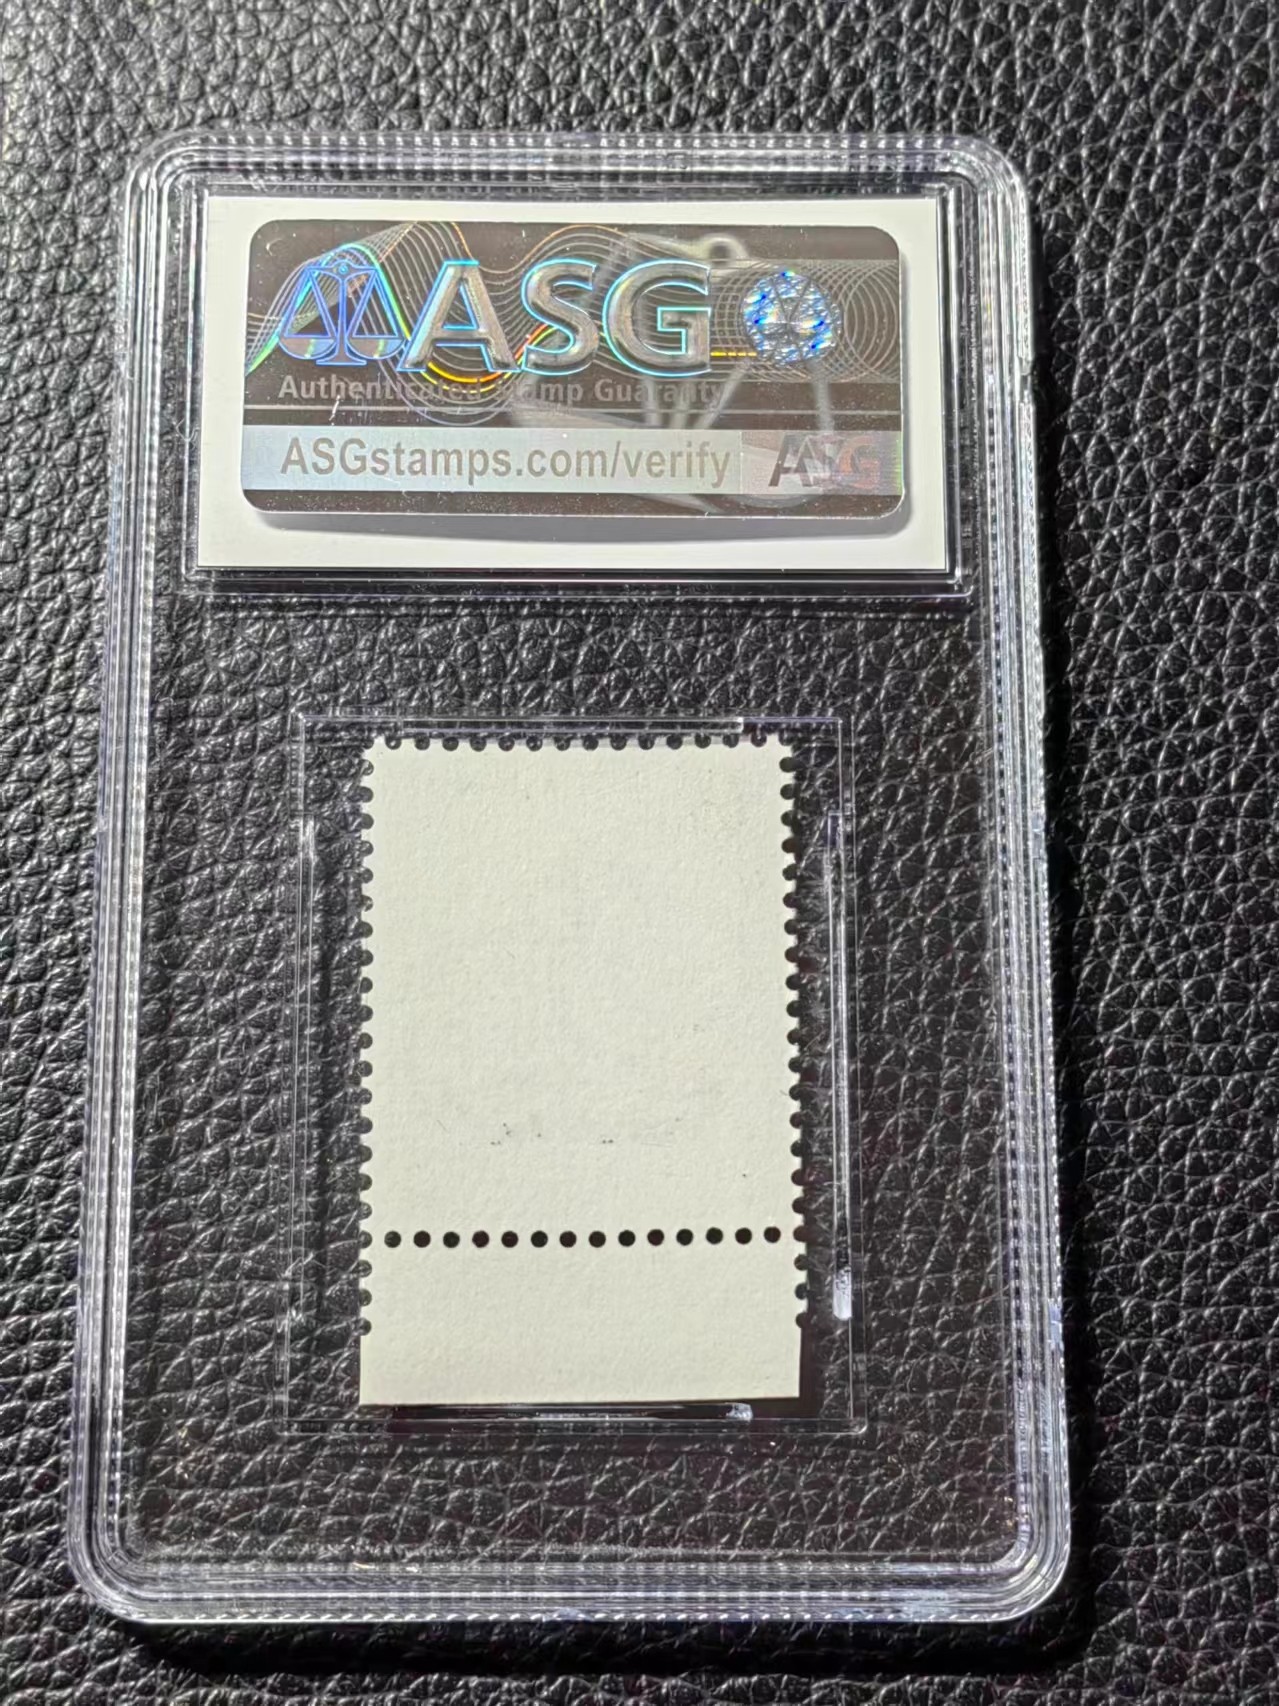 ASG
Authenticated Stamp Guaranty
ASGstamps.com/verify ASG